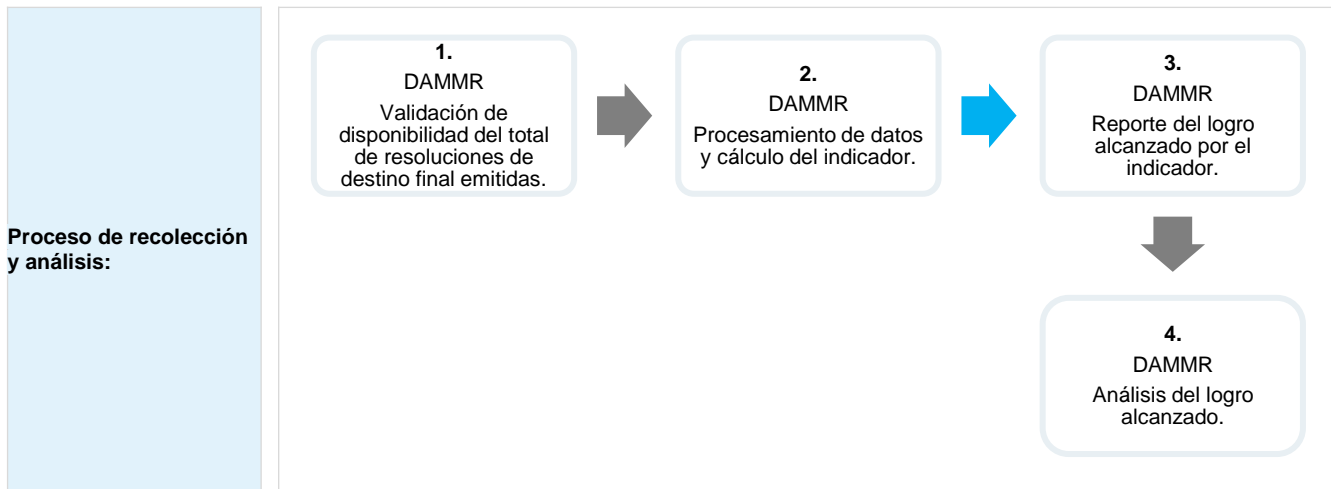 Proceso de recolección
y análisis:
1.
DAMMR
Validación de
disponibilidad del total
de resoluciones de
destino final emitidas.
2.
DAMMR
Procesamiento de datos
y cálculo del indicador.
3.
DAMMR
Reporte del logro
alcanzado por el
indicador.
4.
DAMMR
Análisis del logro
alcanzado.